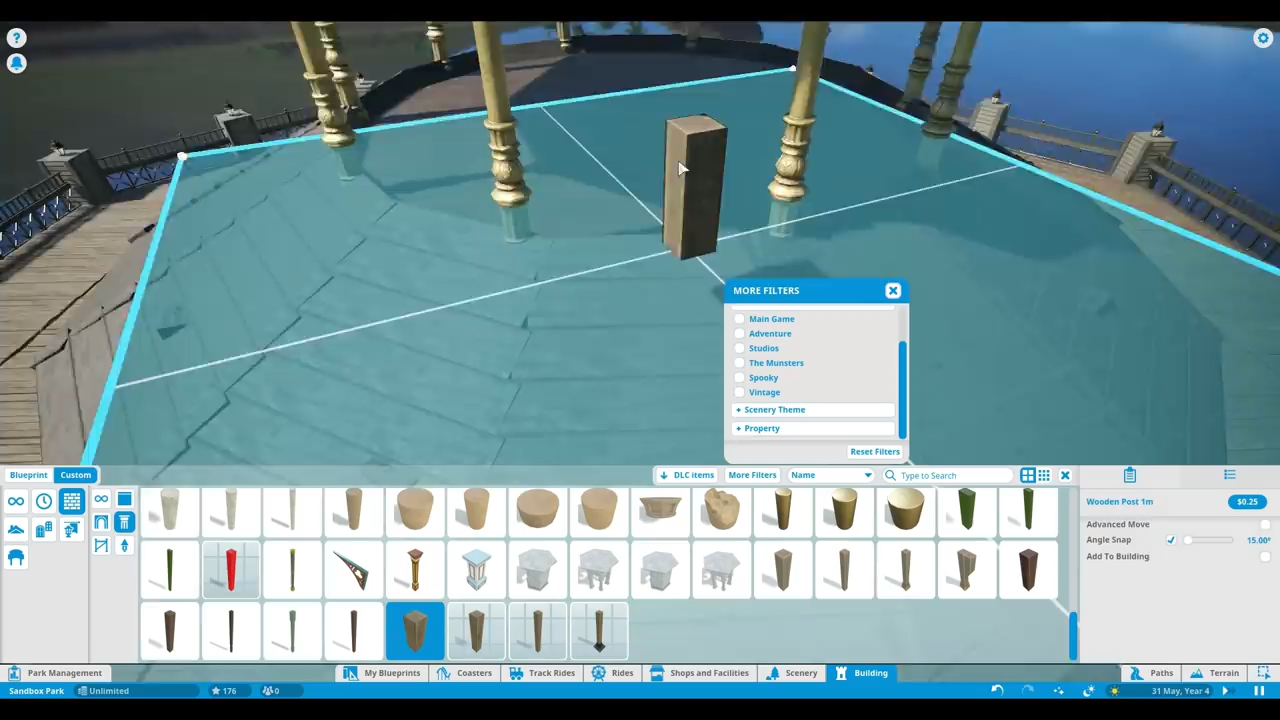 ?
MORE FILTERS
Main Game
Adventure
Studios
The Munsters
Spooky
Vintage
+ Scenery Theme
+ Property
Reset Filters
Blueprint Custom DLC items More Filters Name Type to Search
Wooden Post 1m $0.25
Advanced Move
Angle Snap 15.00°
Add To Building
Park Management My Blueprints Coasters Track Rides Rides Shops and Facilities Scenery Building Paths Terrain
Sandbox Park Unlimited 176 0 31 May, Year 4